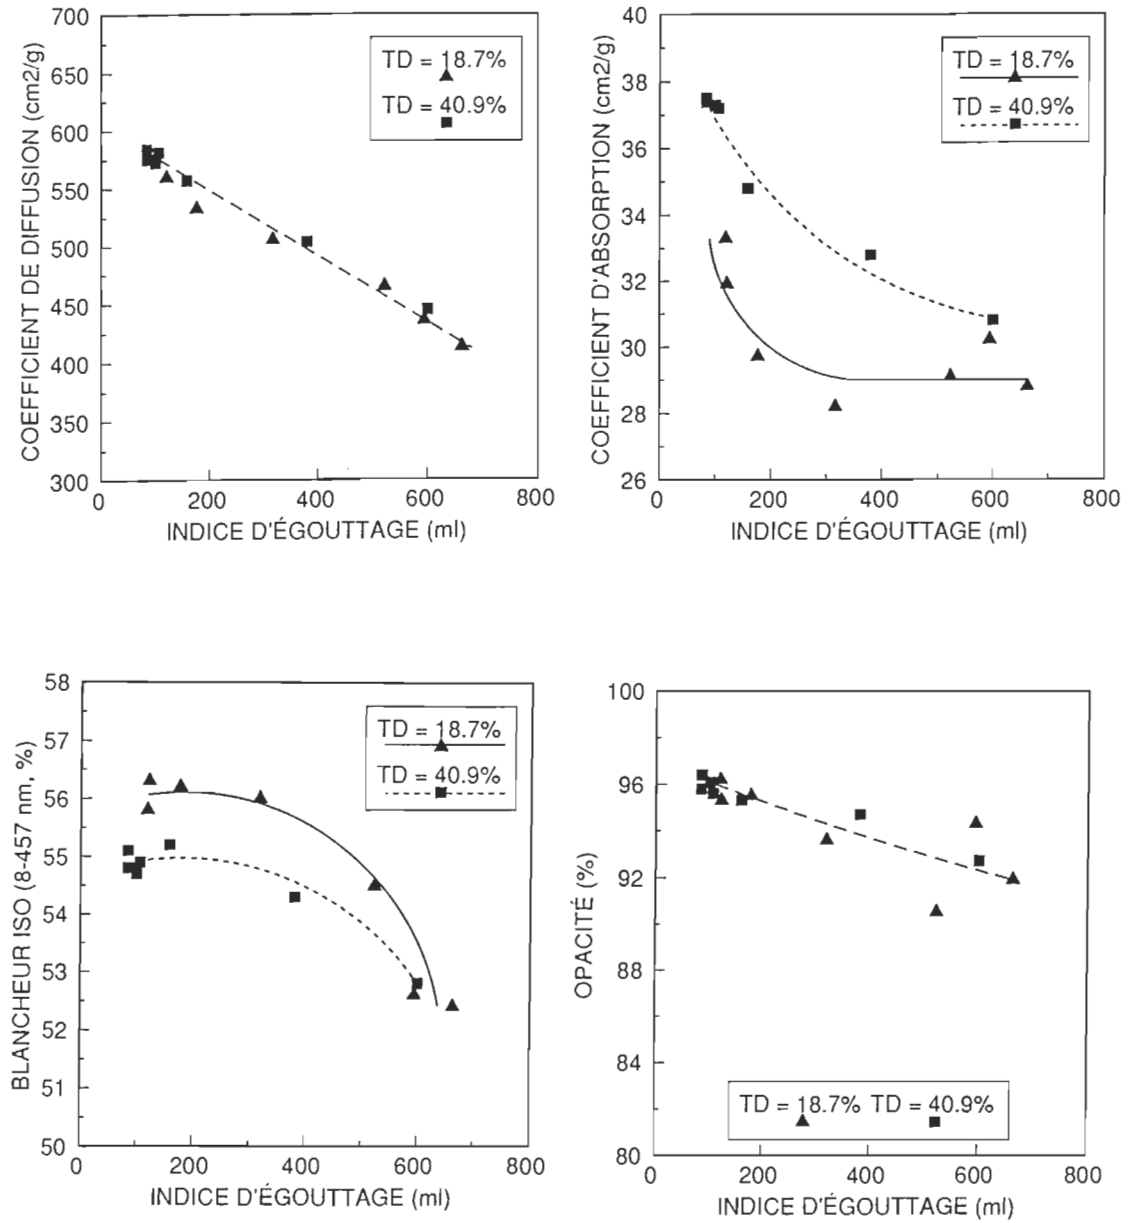 700
650
600
550
500
450
400
350
300
COEFFICIENT DE DIFFUSION (cm2/g)
TD = 18.7%
TD = 40.9%
0 200 400 600 800
INDICE D'ÉGOUTTAGE (ml)
40
38
36
34
32
30
28
26
COEFFICIENT D'ABSORPTION (cm2/g)
TD = 18.7%
TD = 40.9%
0 200 400 600 800
INDICE D'ÉGOUTTAGE (ml)
58
57
56
55
54
53
52
51
50
BLANCHEUR ISO (8-457 nm, %)
TD = 18.7%
TD = 40.9%
0 200 400 600 800
INDICE D'ÉGOUTTAGE (ml)
100
96
92
88
84
80
OPACITÉ (%)
TD = 18.7% TD = 40.9%
0 200 400 600 800
INDICE D'ÉGOUTTAGE (ml)